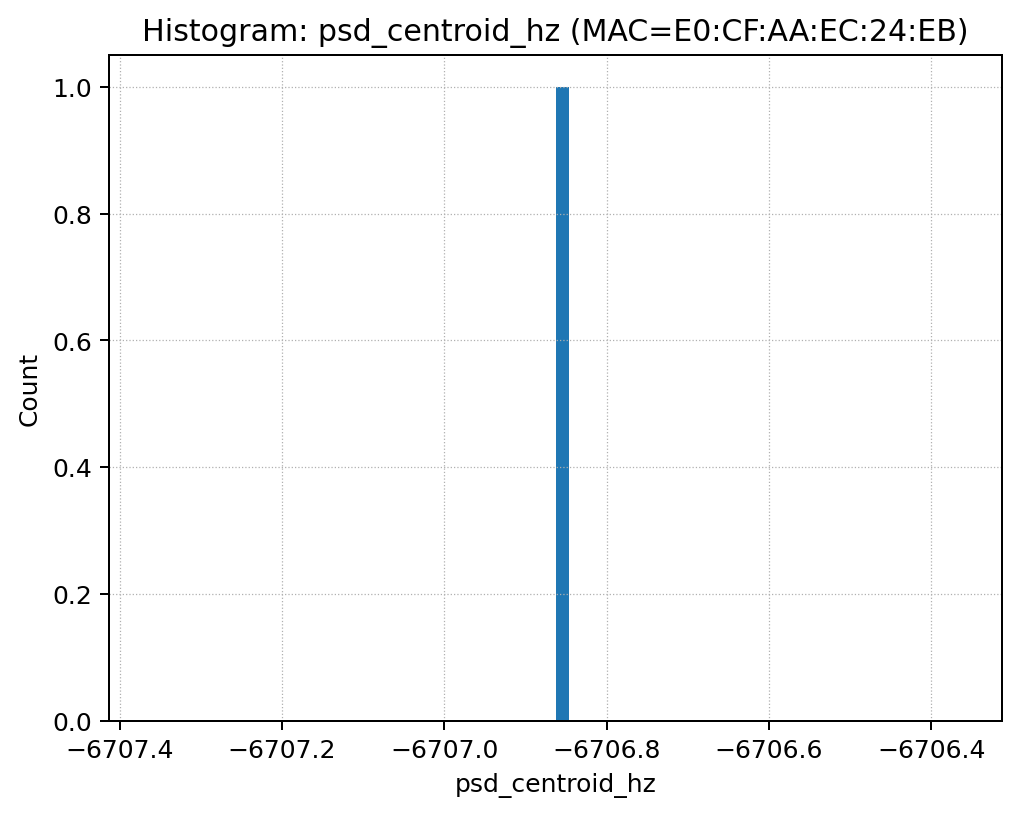 Histogram: psd_centroid_hz (MAC=E0:CF:AA:EC:24:EB)
Count
1.0
0.8
0.6
0.4
0.2
0.0
−6707.4 −6707.2 −6707.0 −6706.8 −6706.6 −6706.4
psd_centroid_hz